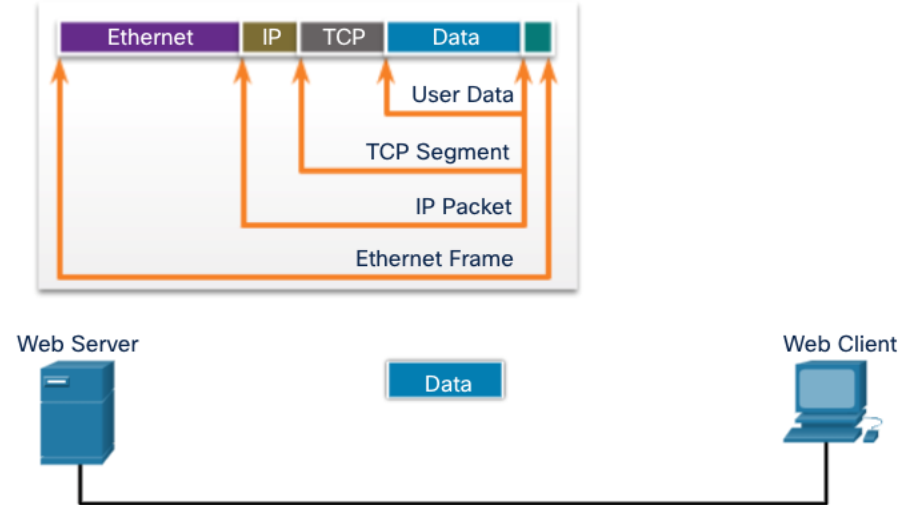 Ethernet IP TCP Data
User Data
TCP Segment
IP Packet
Ethernet Frame
Web Server
Web Client
Data